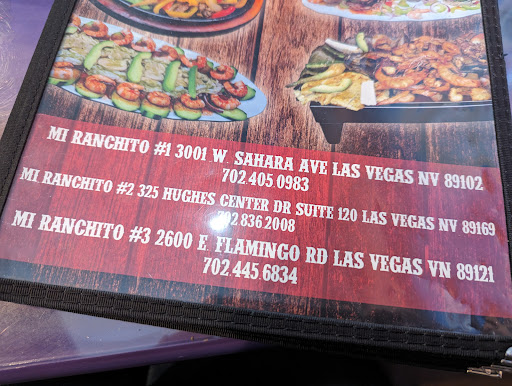 MI RANCHITO #1 3001 W. SAHARA AVE LAS VEGAS NV 89102
702.405.0983
MI RANCHITO #2 325 HUGHES CENTER DR SUITE 120 LAS VEGAS NV 89169
702.836.2008
MI RANCHITO #3 2600 E. FLAMINGO RD LAS VEGAS VN 89121
702.445.6834